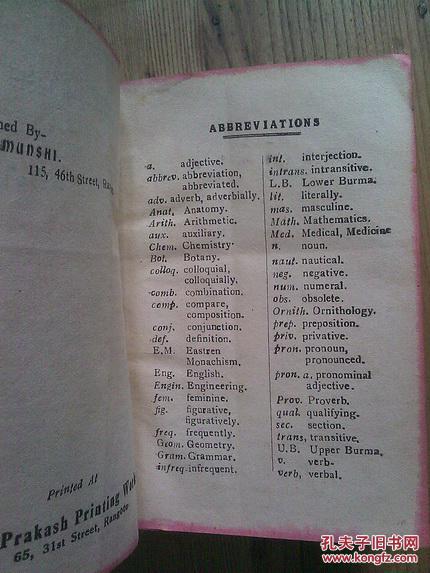 ned By-
MUNSHI.
115, 46th Street, Rang
Printed At
Prakash Printing Wo
65, 31st Street, Rangoo
ABBREVIATIONS
a. adjective.
abbrev. abbreviation,
abbreviated.
adv. adverb, adverbially.
Anat. Anatomy.
Arith. Arithmetic.
aux. auxiliary.
Chem. Chemistry.
Bot. Botany.
colloq. colloquial,
colloquially.
comb. combination.
comp. compare,
composition.
conj. conjunction.
def. definition.
E.M. Eastren
Monachism.
Eng. English.
Engin. Engineering.
fem. feminine.
fig. figurative,
figuratively.
freq. frequently.
Geom. Geometry.
Gram. Grammar.
infreq. infrequent.
int. interjection.
intrans. intransitive.
L.B. Lower Burma.
lit. literally.
mas. masculine.
Math. Mathematics.
Med. Medical, Medicine
n. noun.
naut. nautical.
neg. negative.
num. numeral.
obs. obsolete.
Ornith. Ornithology.
prep. preposition.
priv. privative.
pron. pronoun,
pronounced.
pron. a. pronominal
adjective.
Prov. Proverb.
qual. qualifying.
sec. section.
trans, transitive.
U.B. Upper Burma.
v. verb-
verb, verbal.
孔夫子旧书网
www.kongfz.com